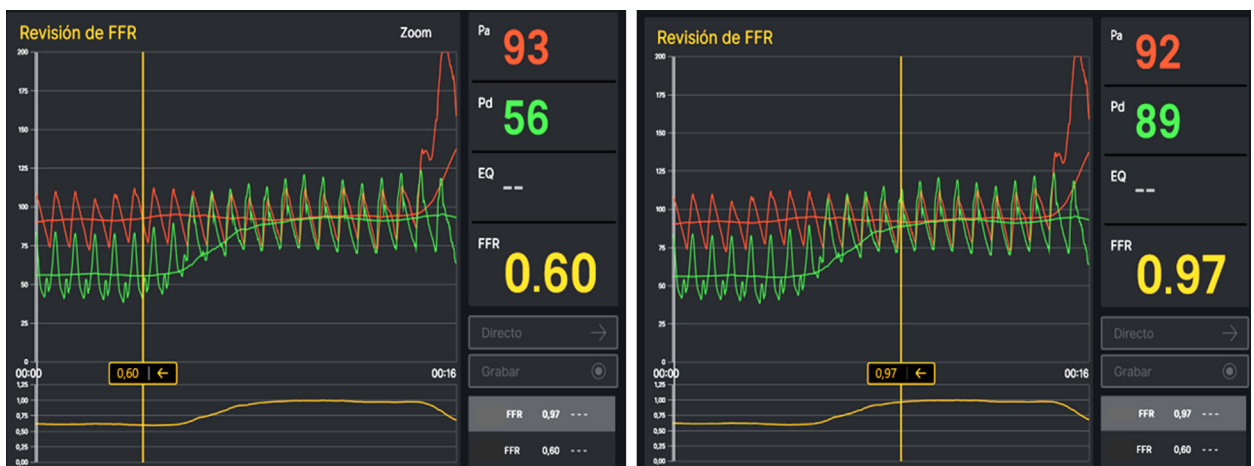 Revisión de FFR
Zoom
200
175
150
125
100
75
50
25
0
00:00
0,60
00:16
1,25
1,00
0,75
0,50
0,25
0,00
Pa
93
Pd
56
EQ
--
FFR
0.60
Directo
Grabar
FFR 0,97 ---
FFR 0,60 ---
Revisión de FFR
200
175
150
125
100
75
50
25
0
00:00
0,97
00:16
1,25
1,00
0,75
0,50
0,25
0,00
Pa
92
Pd
89
EQ
--
FFR
0.97
Directo
Grabar
FFR 0,97 ---
FFR 0,60 ---